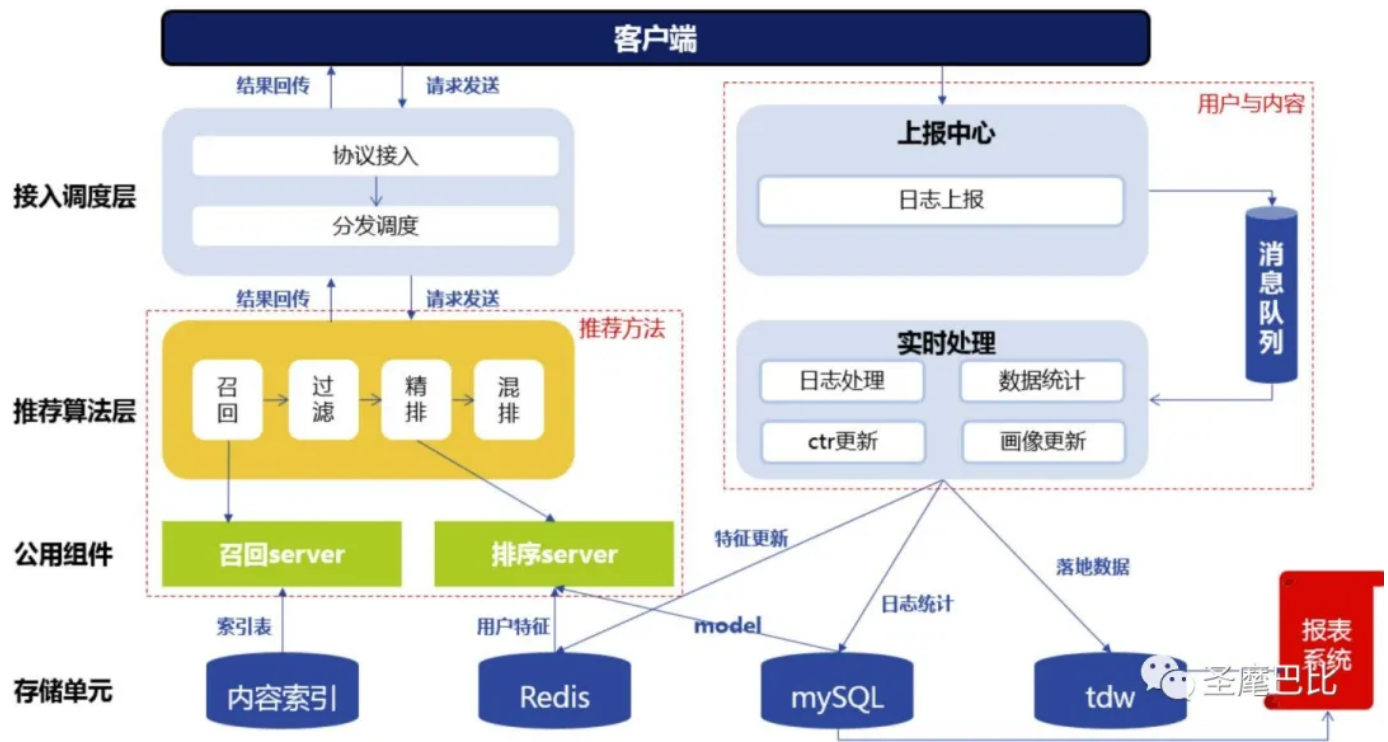 客户端
结果回传
请求发送
用户与内容
接入调度层
协议接入
分发调度
上报中心
日志上报
消息队列
结果回传
请求发送
推荐方法
推荐算法层
召回
过滤
精排
混排
实时处理
日志处理
数据统计
ctr更新
画像更新
公用组件
召回server
排序server
特征更新
日志统计
落地数据
索引表
用户特征
model
存储单元
内容索引
Redis
mySQL
tdw
报表
系统
圣摩巴比